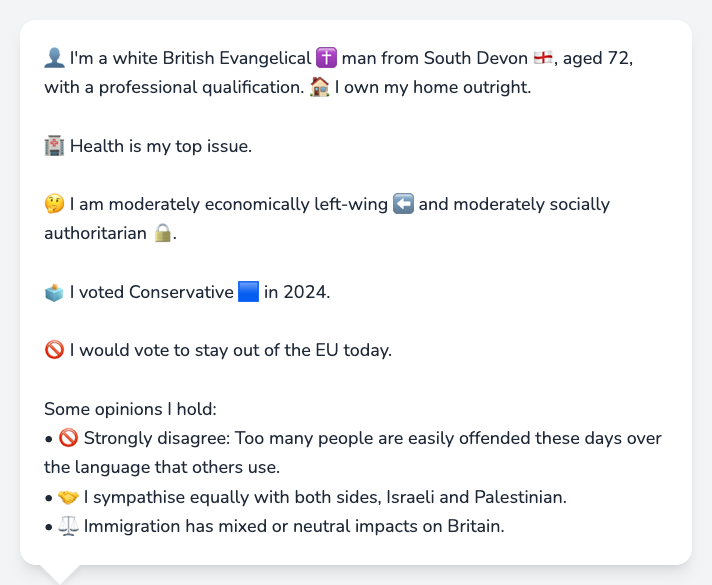 👤 I'm a white British Evangelical ✝️ man from South Devon 🏴󠁧󠁢󠁥󠁮󠁧󠁿, aged 72,
with a professional qualification. 🏠 I own my home outright.
🏥 Health is my top issue.
🤔 I am moderately economically left-wing ⬅️ and moderately socially
authoritarian 🔒.
🗳️ I voted Conservative 🟦 in 2024.
🚫 I would vote to stay out of the EU today.
Some opinions I hold:
• 🚫 Strongly disagree: Too many people are easily offended these days over
the language that others use.
• 🤝 I sympathise equally with both sides, Israeli and Palestinian.
• ⚖️ Immigration has mixed or neutral impacts on Britain.